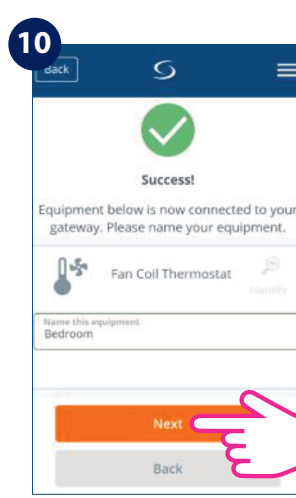 10
Back
Success!
Equipment below is now connected to your
gateway. Please name your equipment.
Fan Coil Thermostat
Identify
Name this equipment
Bedroom
Next
Back